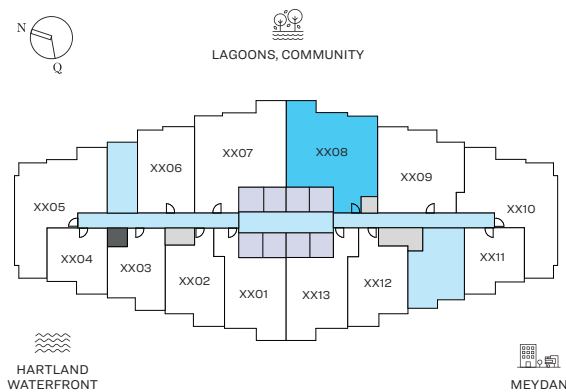 N
Q
LAGOONS, COMMUNITY
XX06
XX07
XX08
XX09
XX05
XX10
XX04
XX03
XX02
XX01
XX13
XX12
XX11
HARTLAND
WATERFRONT
MEYDAN